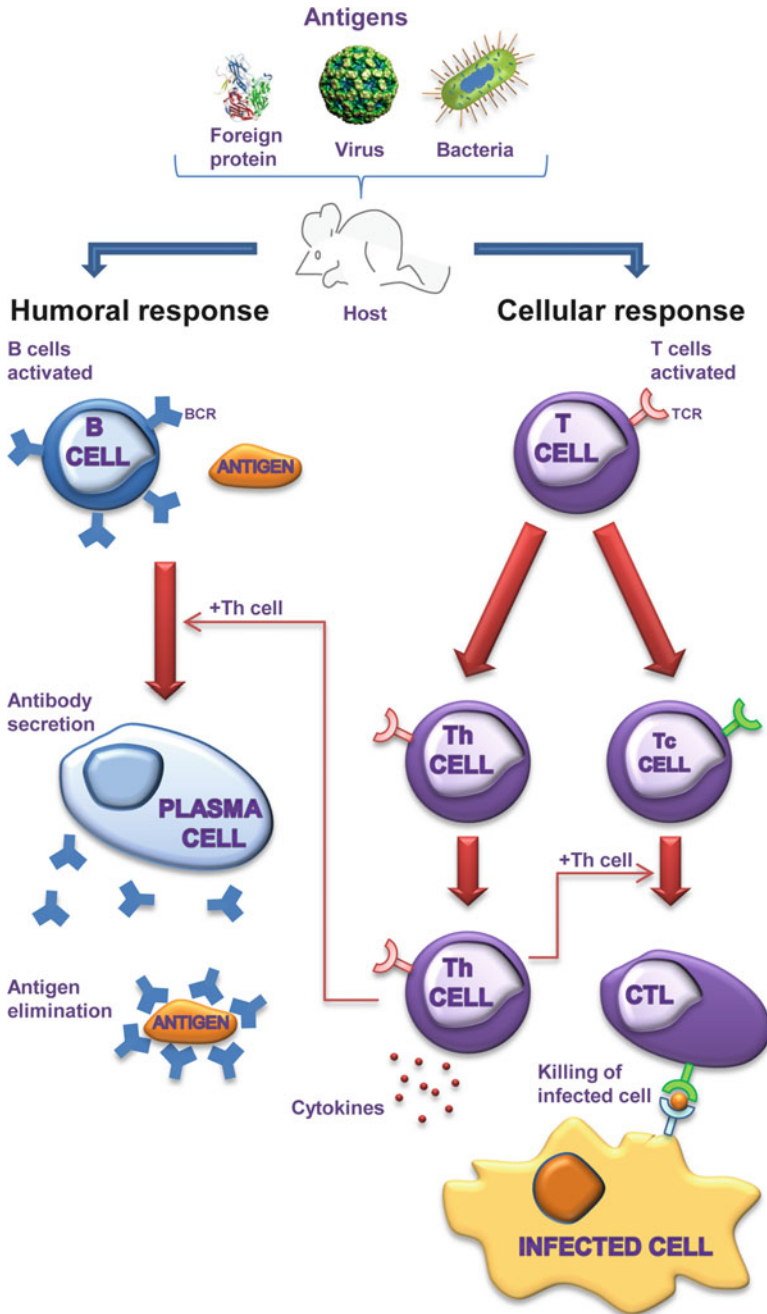 Antigens
Foreign
protein
Virus
Bacteria
Host
Humoral response
B cells
activated
BCR
B
CELL
ANTIGEN
+Th cell
Antibody
secretion
PLASMA
CELL
Antigen
elimination
ANTIGEN
Cellular response
T cells
activated
TCR
T
CELL
Th
CELL
Tc
CELL
+Th cell
Th
CELL
Cytokines
CTL
Killing of
infected cell
INFECTED CELL